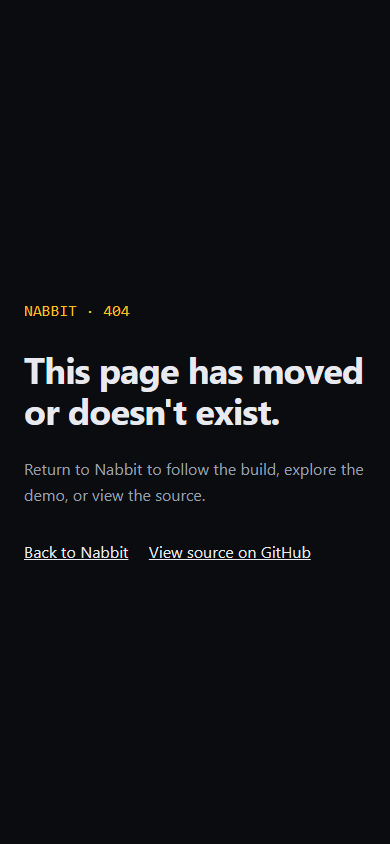 NABBIT · 404
This page has moved
or doesn't exist.
Return to Nabbit to follow the build, explore the
demo, or view the source.
Back to Nabbit View source on GitHub